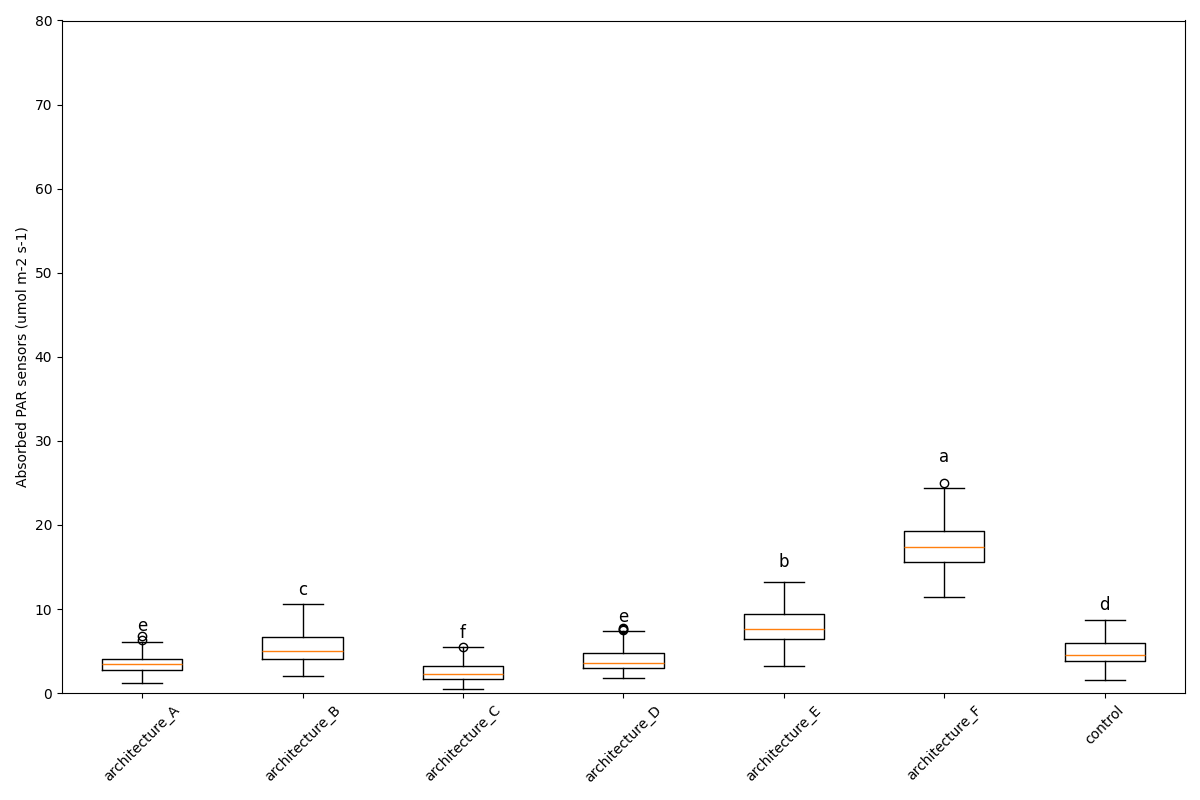 80
70
60
50
40
30
20
10
0
Absorbed PAR sensors (umol m-2 s-1)
e
c
f
e
b
a
d
architecture_A
architecture_B
architecture_C
architecture_D
architecture_E
architecture_F
control